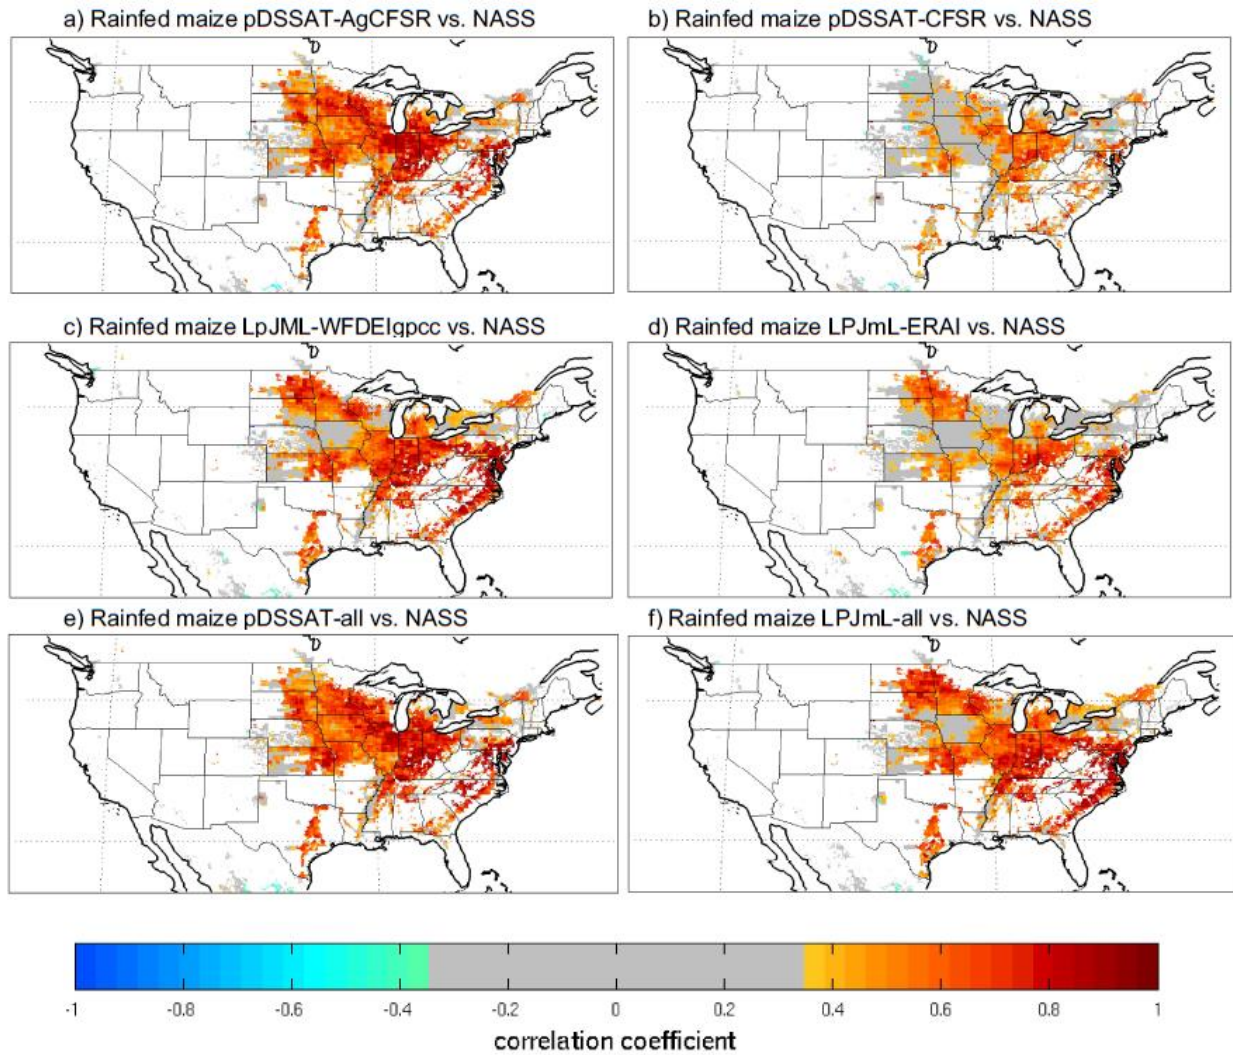 a) Rainfed maize pDSSAT-AgCFSR vs. NASS
b) Rainfed maize pDSSAT-CFSR vs. NASS
c) Rainfed maize LpJML-WFDEIgpcc vs. NASS
d) Rainfed maize LPJmL-ERAI vs. NASS
e) Rainfed maize pDSSAT-all vs. NASS
f) Rainfed maize LPJmL-all vs. NASS
-1 -0.8 -0.6 -0.4 -0.2 0 0.2 0.4 0.6 0.8 1
correlation coefficient